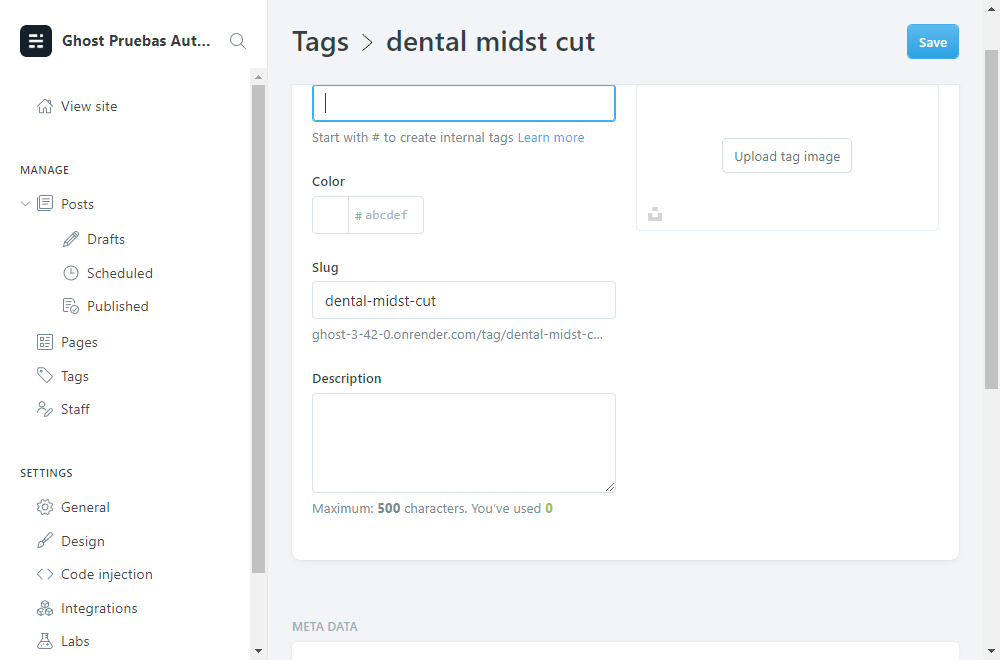 Ghost Pruebas Aut...
View site
MANAGE
Posts
Drafts
Scheduled
Published
Pages
Tags
Staff
SETTINGS
General
Design
Code injection
Integrations
Labs
Tags > dental midst cut
Save
Start with # to create internal tags Learn more
Upload tag image
Color
# abcdef
Slug
dental-midst-cut
ghost-3-42-0.onrender.com/tag/dental-midst-c...
Description
Maximum: 500 characters. You've used 0
META DATA